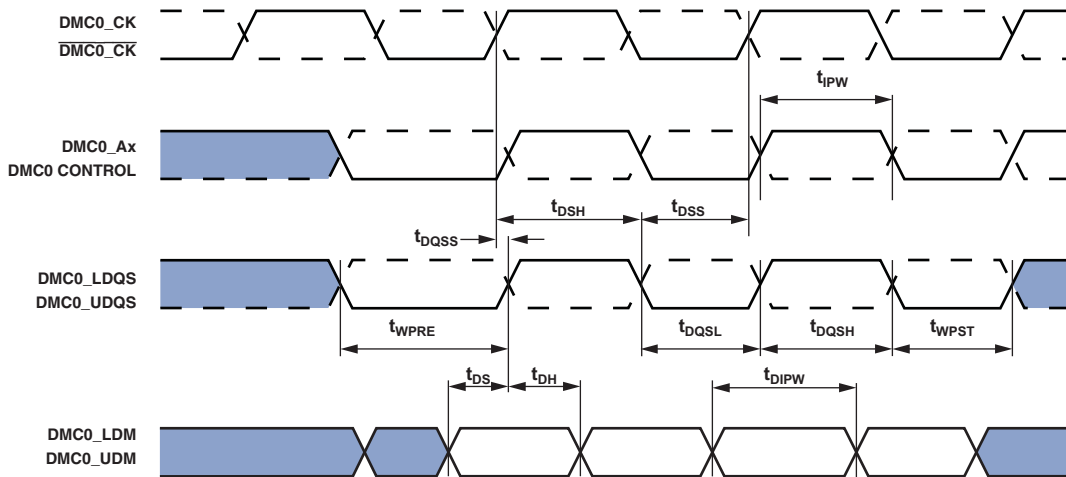 DMC0_CK
DMC0_CK
tIPW
DMC0_Ax
DMC0 CONTROL
tDSH
tDSS
tDQSS
DMC0_LDQS
DMC0_UDQS
tWPRE
tDQSL
tDQSH
tWPST
tDS
tDH
tDIPW
DMC0_LDM
DMC0_UDM